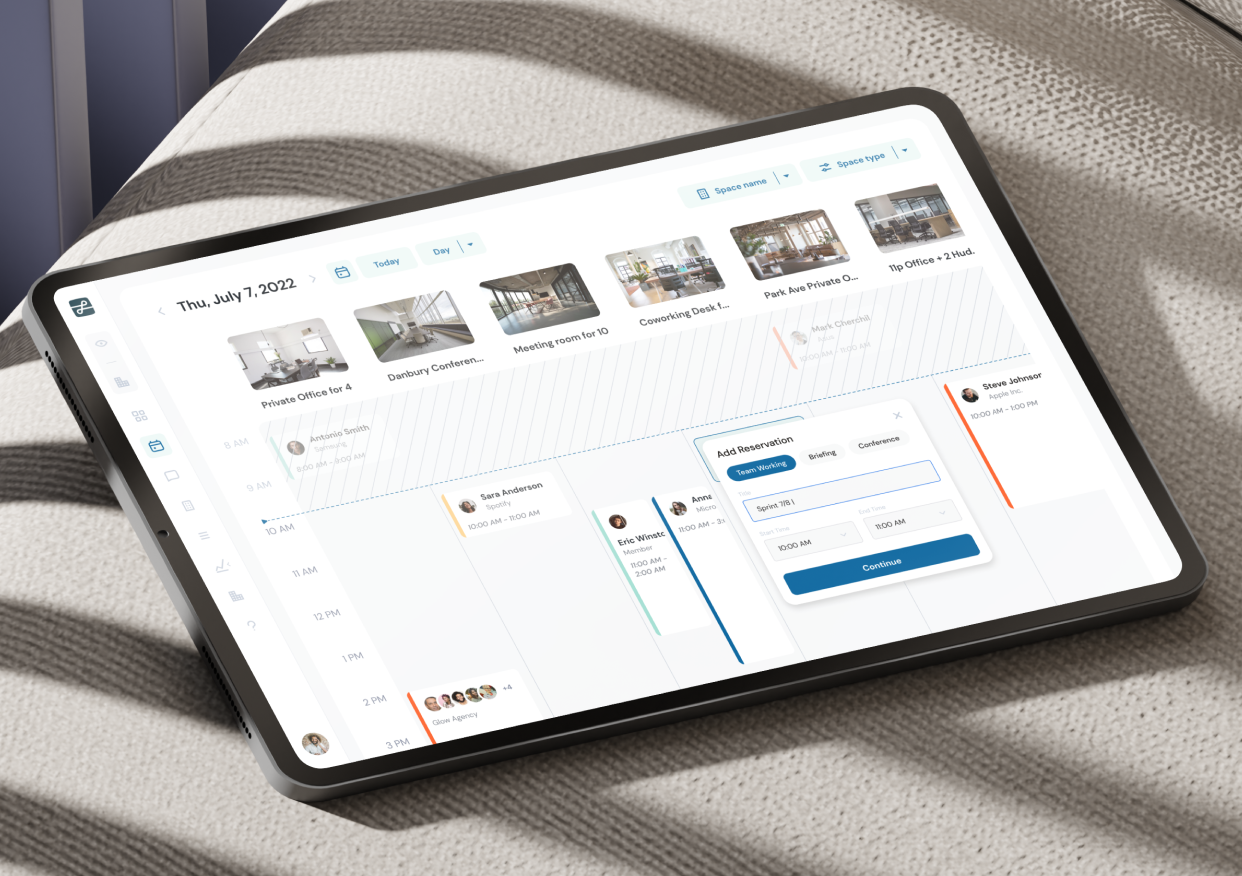 Thu, July 7, 2022
Today
Day
Space name
Space type
Private Office for 4
Danbury Conferen...
Meeting room for 10
Coworking Desk f...
Park Ave Private O...
11p Office + 2 Hud.
8 AM
9 AM
10 AM
11 AM
12 PM
1 PM
2 PM
3 PM
Antonio Smith
Samsung
8:00 AM - 9:00 AM
Mark Cherchil
10:00 AM - 11:00 AM
Sara Anderson
Spotify
10:00 AM - 11:00 AM
Eric Winstc
Member
11:00 AM -
2:00 AM
Anna
Micro
11:00 AM - 3:
Steve Johnsor
Apple Inc.
10:00 AM - 1:00 PM
+4
Glow Agency
Add Reservation
Team Working
Briefing
Conference
Title
Sprint 7/8 |
Start Time
End Time
10:00 AM
11:00 AM
Continue